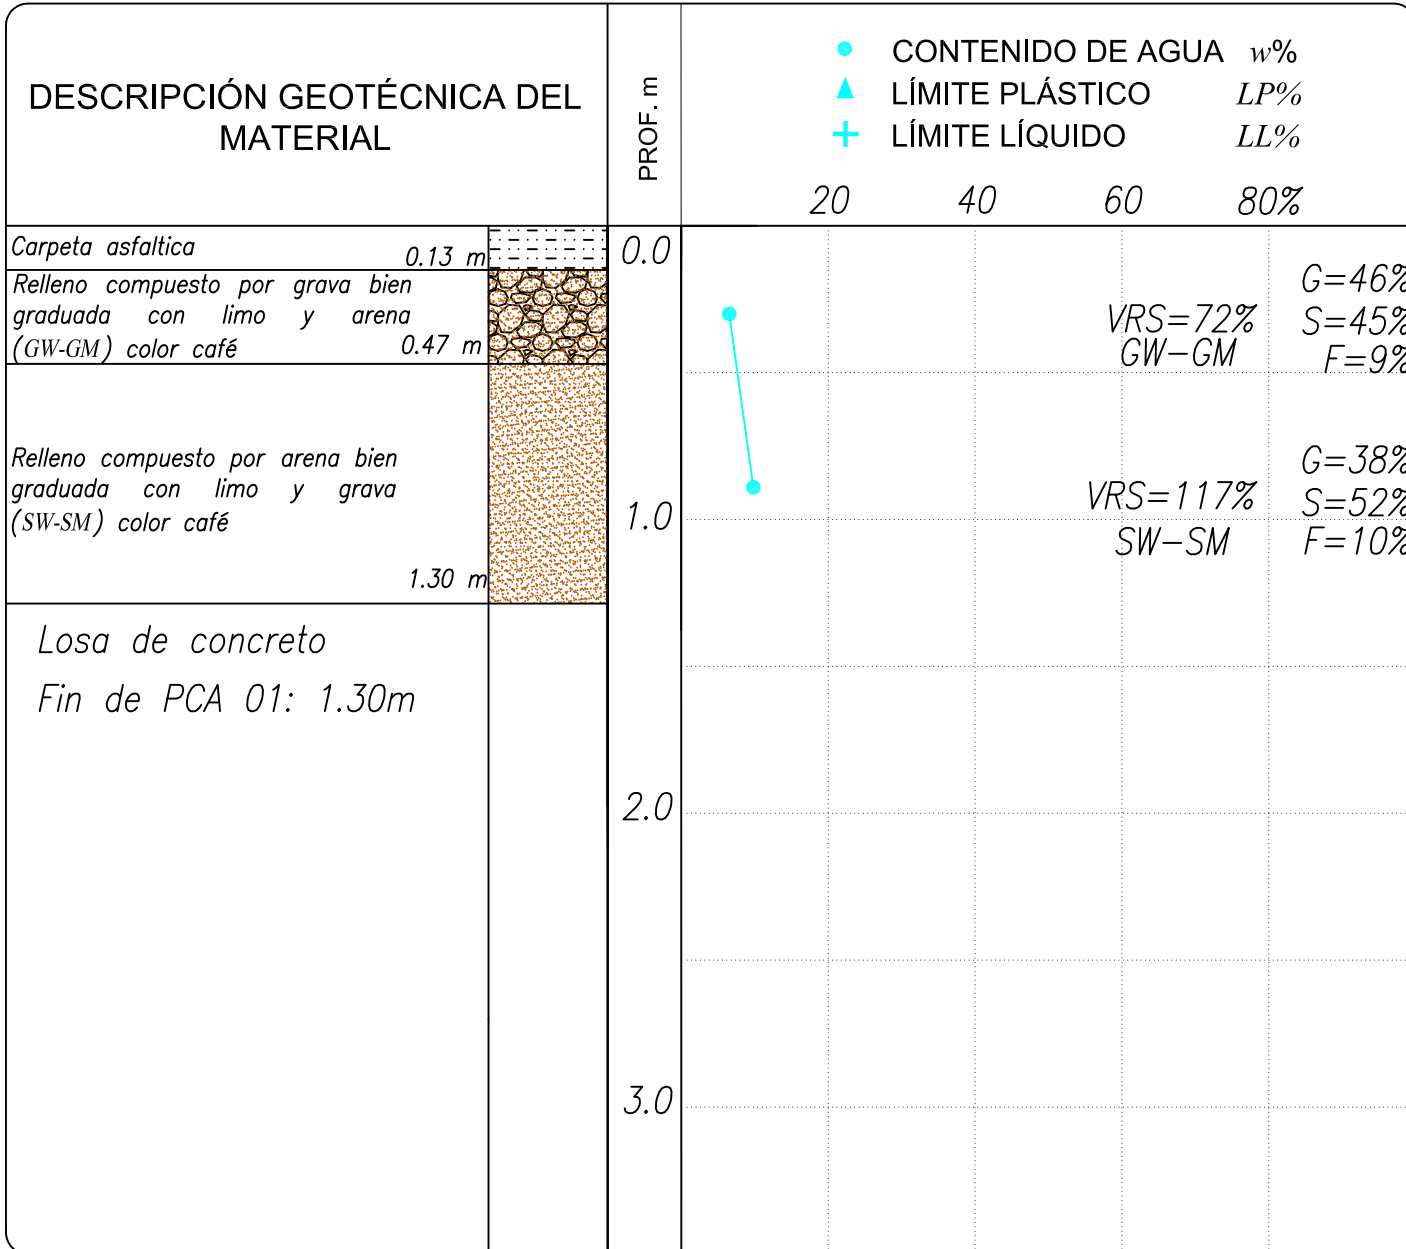 DESCRIPCIÓN GEOTÉCNICA DEL
MATERIAL
PROF. m
CONTENIDO DE AGUA w%
LÍMITE PLÁSTICO LP%
LÍMITE LÍQUIDO LL%
20 40 60 80%
Carpeta asfaltica 0.13 m
Relleno compuesto por grava bien
graduada con limo y arena
(GW-GM) color café 0.47 m
Relleno compuesto por arena bien
graduada con limo y grava
(SW-SM) color café
1.30 m
Losa de concreto
Fin de PCA 01: 1.30m
0.0
1.0
2.0
3.0
VRS=72%
GW-GM
G=46%
S=45%
F=9%
VRS=117%
SW-SM
G=38%
S=52%
F=10%